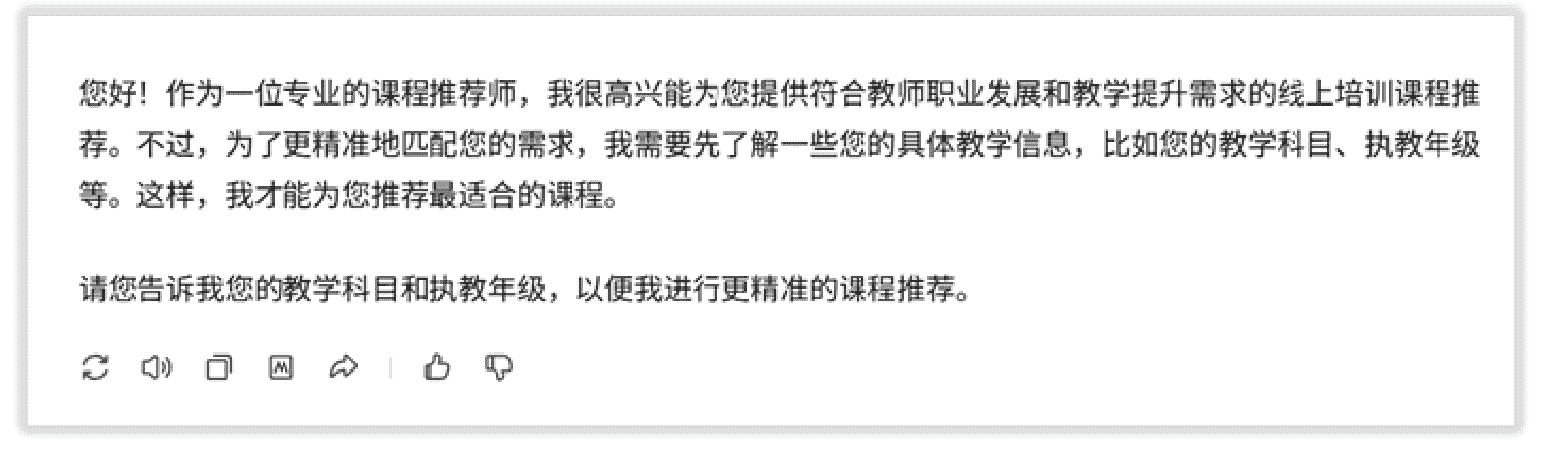 您好！作为一位专业的课程推荐师，我很高兴能为您提供符合教师职业发展和教学提升需求的线上培训课程推
荐。不过，为了更精准地匹配您的需求，我需要先了解一些您的具体教学信息，比如您的教学科目、执教年级
等。这样，我才能为您推荐最适合的课程。
请您告诉我您的教学科目和执教年级，以便我进行更精准的课程推荐。